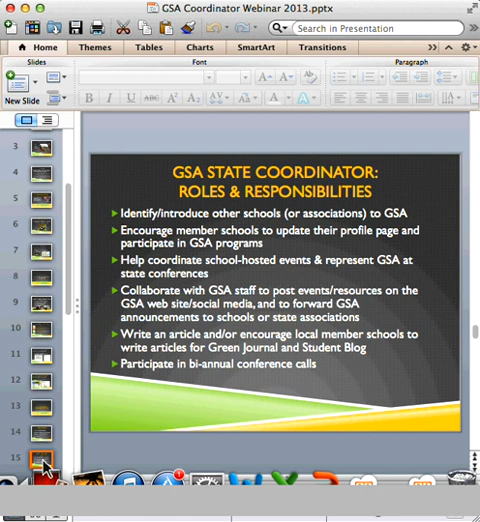 GSA Coordinator Webinar 2013.pptx
Search in Presentation
Home Themes Tables Charts SmartArt Transitions
Slides Font Paragraph
New Slide
B I U ABC A² A₂ AV Aa A
GSA STATE COORDINATOR:
ROLES & RESPONSIBILITIES
Identify/introduce other schools (or associations) to GSA
Encourage member schools to update their profile page and
participate in GSA programs
Help coordinate school-hosted events & represent GSA at
state conferences
Collaborate with GSA staff to post events/resources on the
GSA web site/social media, and to forward GSA
announcements to schools or state associations
Write an article and/or encourage local member schools to
write articles for Green Journal and Student Blog
Participate in bi-annual conference calls
3
4
5
6
7
8
9
10
11
12
13
14
15
1